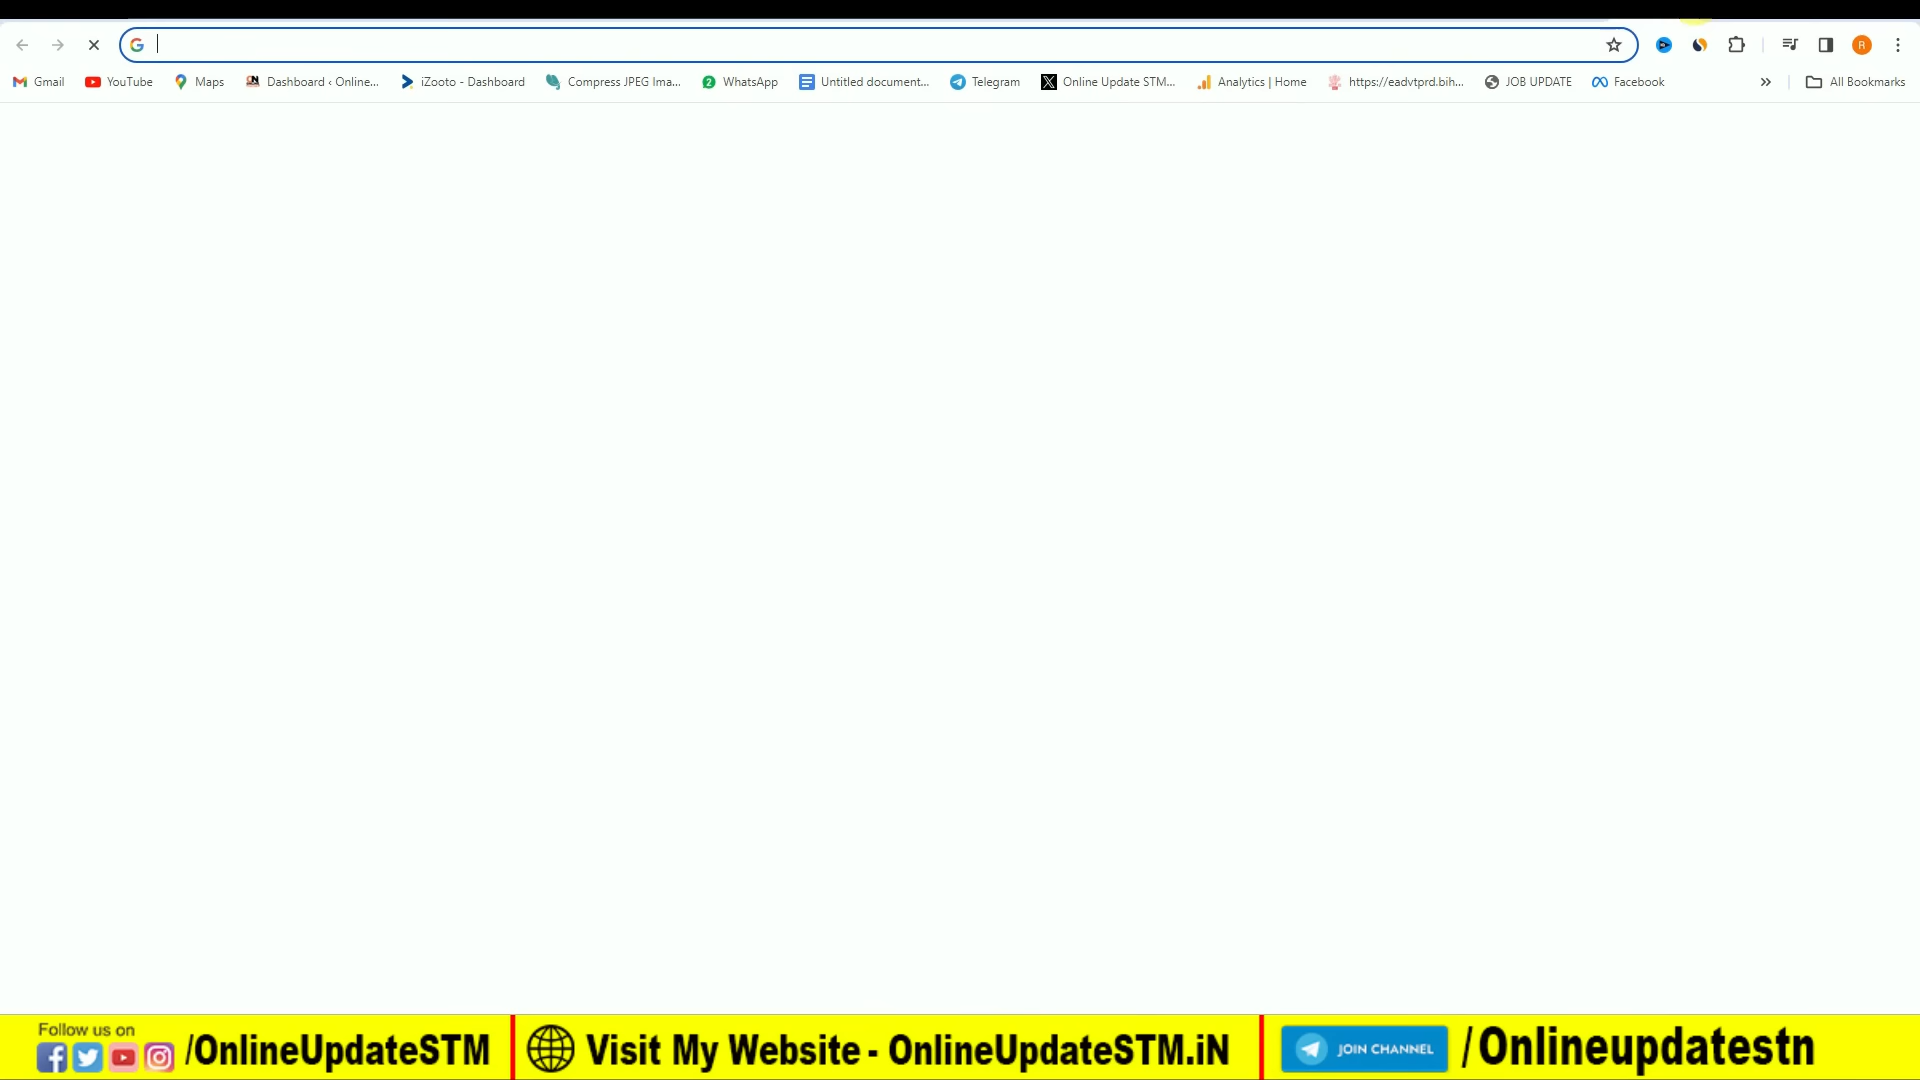 Gmail YouTube Maps Dashboard ‹ Online... iZooto - Dashboard Compress JPEG Ima... 2 WhatsApp Untitled document... Telegram Online Update STM... Analytics | Home https://eadvtprd.bih... JOB UPDATE Facebook » All Bookmarks
R
Follow us on
/OnlineUpdateSTM
Visit My Website - OnlineUpdateSTM.iN
JOIN CHANNEL /Onlineupdatestn